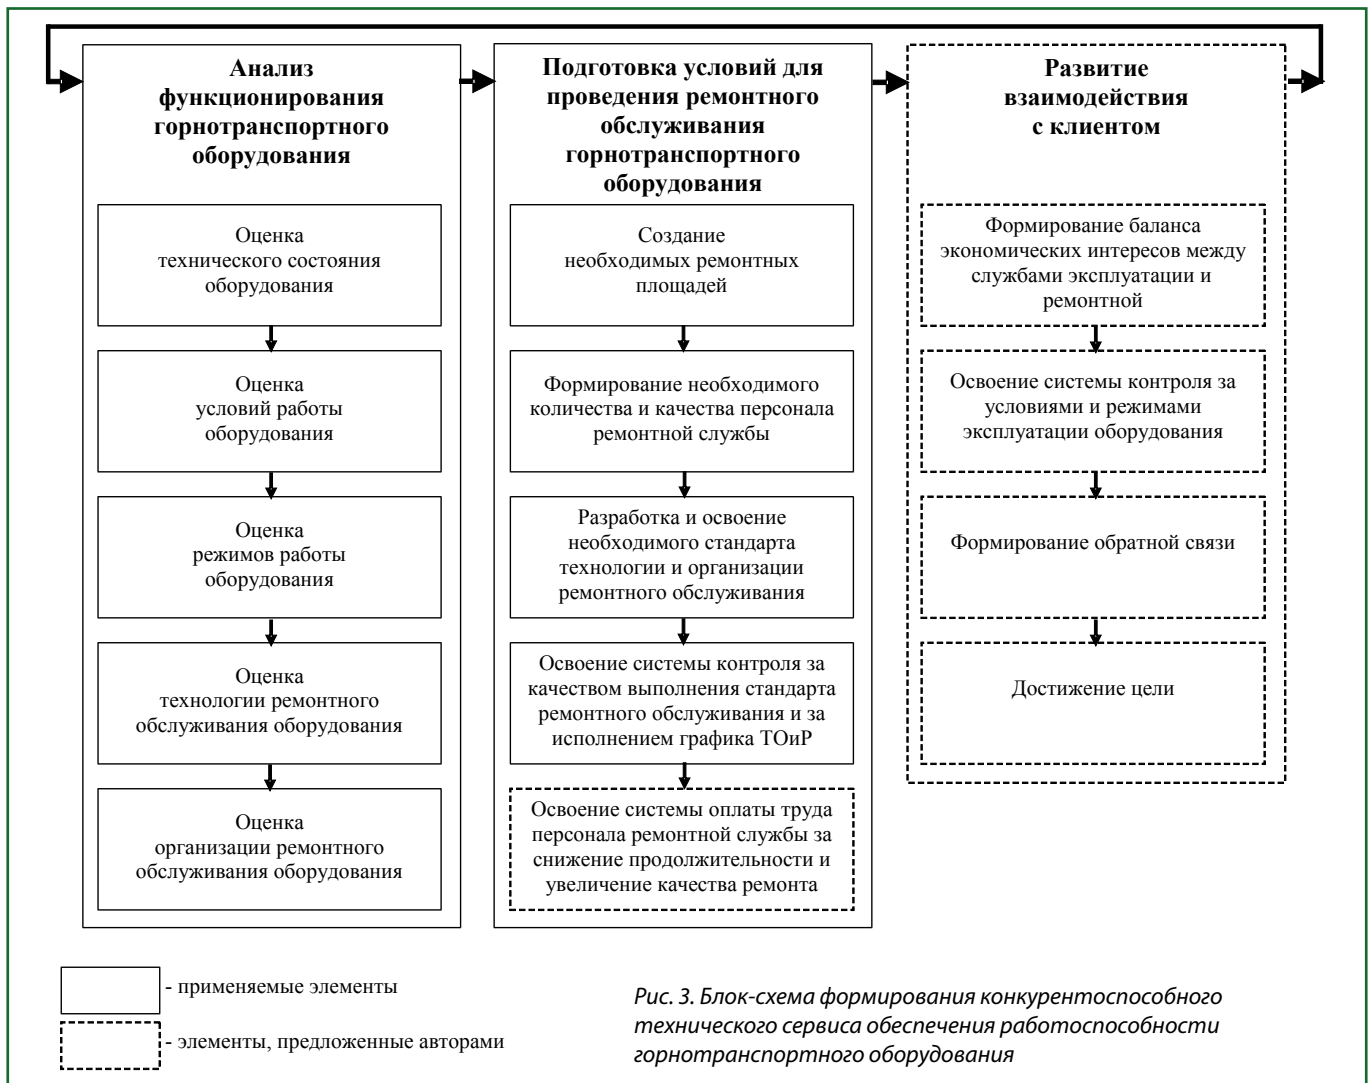 Анализ
функционирования
горнотранспортного
оборудования
Оценка
технического состояния
оборудования
Оценка
условий работы
оборудования
Оценка
режимов работы
оборудования
Оценка
технологии ремонтного
обслуживания оборудования
Оценка
организации ремонтного
обслуживания оборудования
Подготовка условий для
проведения ремонтного
обслуживания
горнотранспортного
оборудования
Создание
необходимых ремонтных
площадей
Формирование необходимого
количества и качества персонала
ремонтной службы
Разработка и освоение
необходимого стандарта
технологии и организации
ремонтного обслуживания
Освоение системы контроля за
качеством выполнения стандарта
ремонтного обслуживания и за
исполнением графика ТОиР
Освоение системы оплаты труда
персонала ремонтной службы за
снижение продолжительности и
увеличение качества ремонта
Развитие
взаимодействия
с клиентом
Формирование баланса
экономических интересов между
службами эксплуатации и
ремонтной
Освоение системы контроля за
условиями и режимами
эксплуатации оборудования
Формирование обратной связи
Достижение цели
- применяемые элементы
- элементы, предложенные авторами
Рис. 3. Блок-схема формирования конкурентоспособного
технического сервиса обеспечения работоспособности
горнотранспортного оборудования